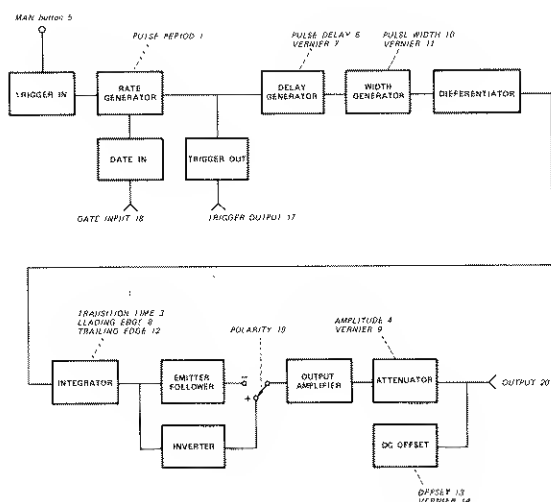 MAN button 5
PULSE PERIOD 1
PULSE DELAY 6
VERNIER 7
PULSE WIDTH 10
VERNIER 11
TRIGGER IN
RATE
GENERATOR
DELAY
GENERATOR
WIDTH
GENERATOR
DIFFERENTIATOR
GATE IN
TRIGGER OUT
GATE INPUT 18
TRIGGER OUTPUT 17
TRANSITION TIME 3
LEADING EDGE 8
TRAILING EDGE 12
POLARITY 19
AMPLITUDE 4
VERNIER 9
INTEGRATOR
EMITTER
FOLLOWER
−
+
OUTPUT
AMPLIFIER
ATTENUATOR
OUTPUT 20
INVERTER
DC OFFSET
OFFSET 13
VERNIER 14